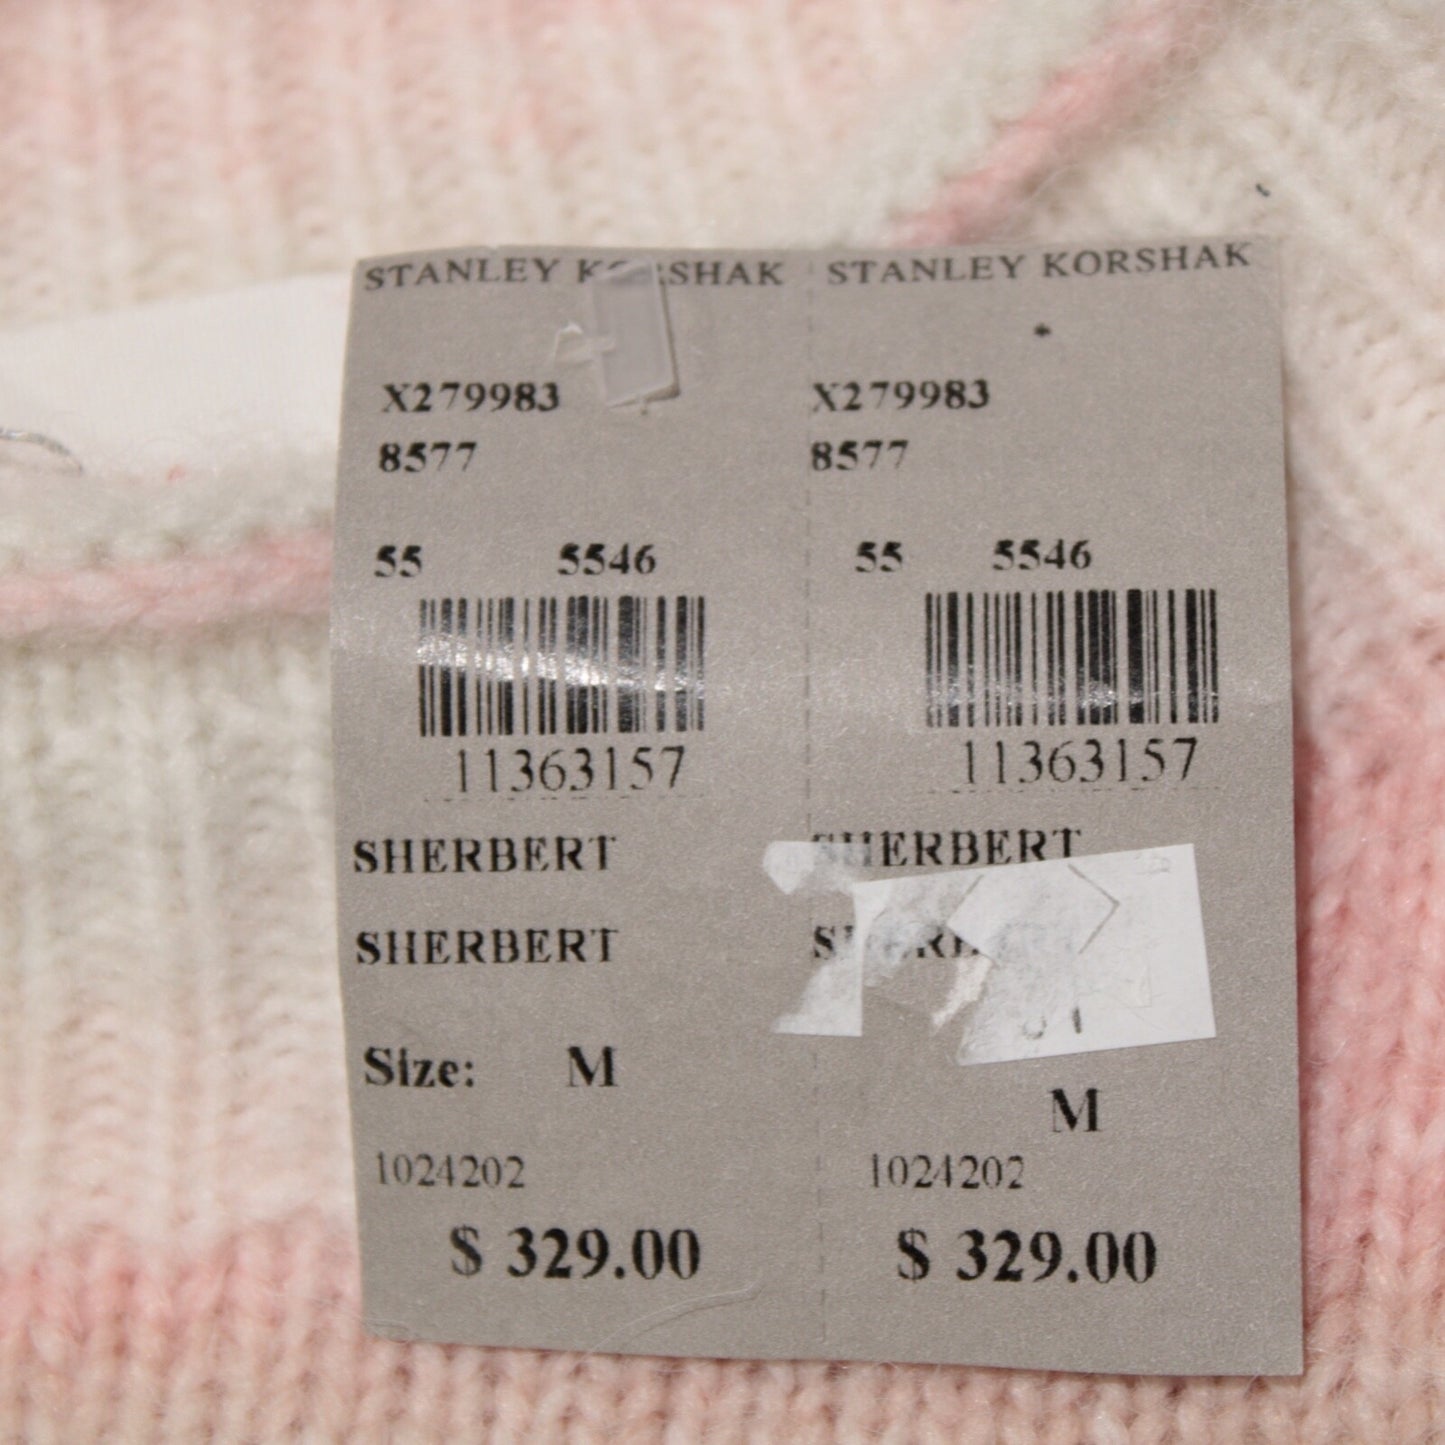 STANLEY KORSHAK
X279983
8577
55 5546
11363157
SHERBERT
SHERBERT
Size: M
1024202
$ 329.00
STANLEY KORSHAK
X279983
8577
55 5546
11363157
SHERBERT
M
1024202
$ 329.00